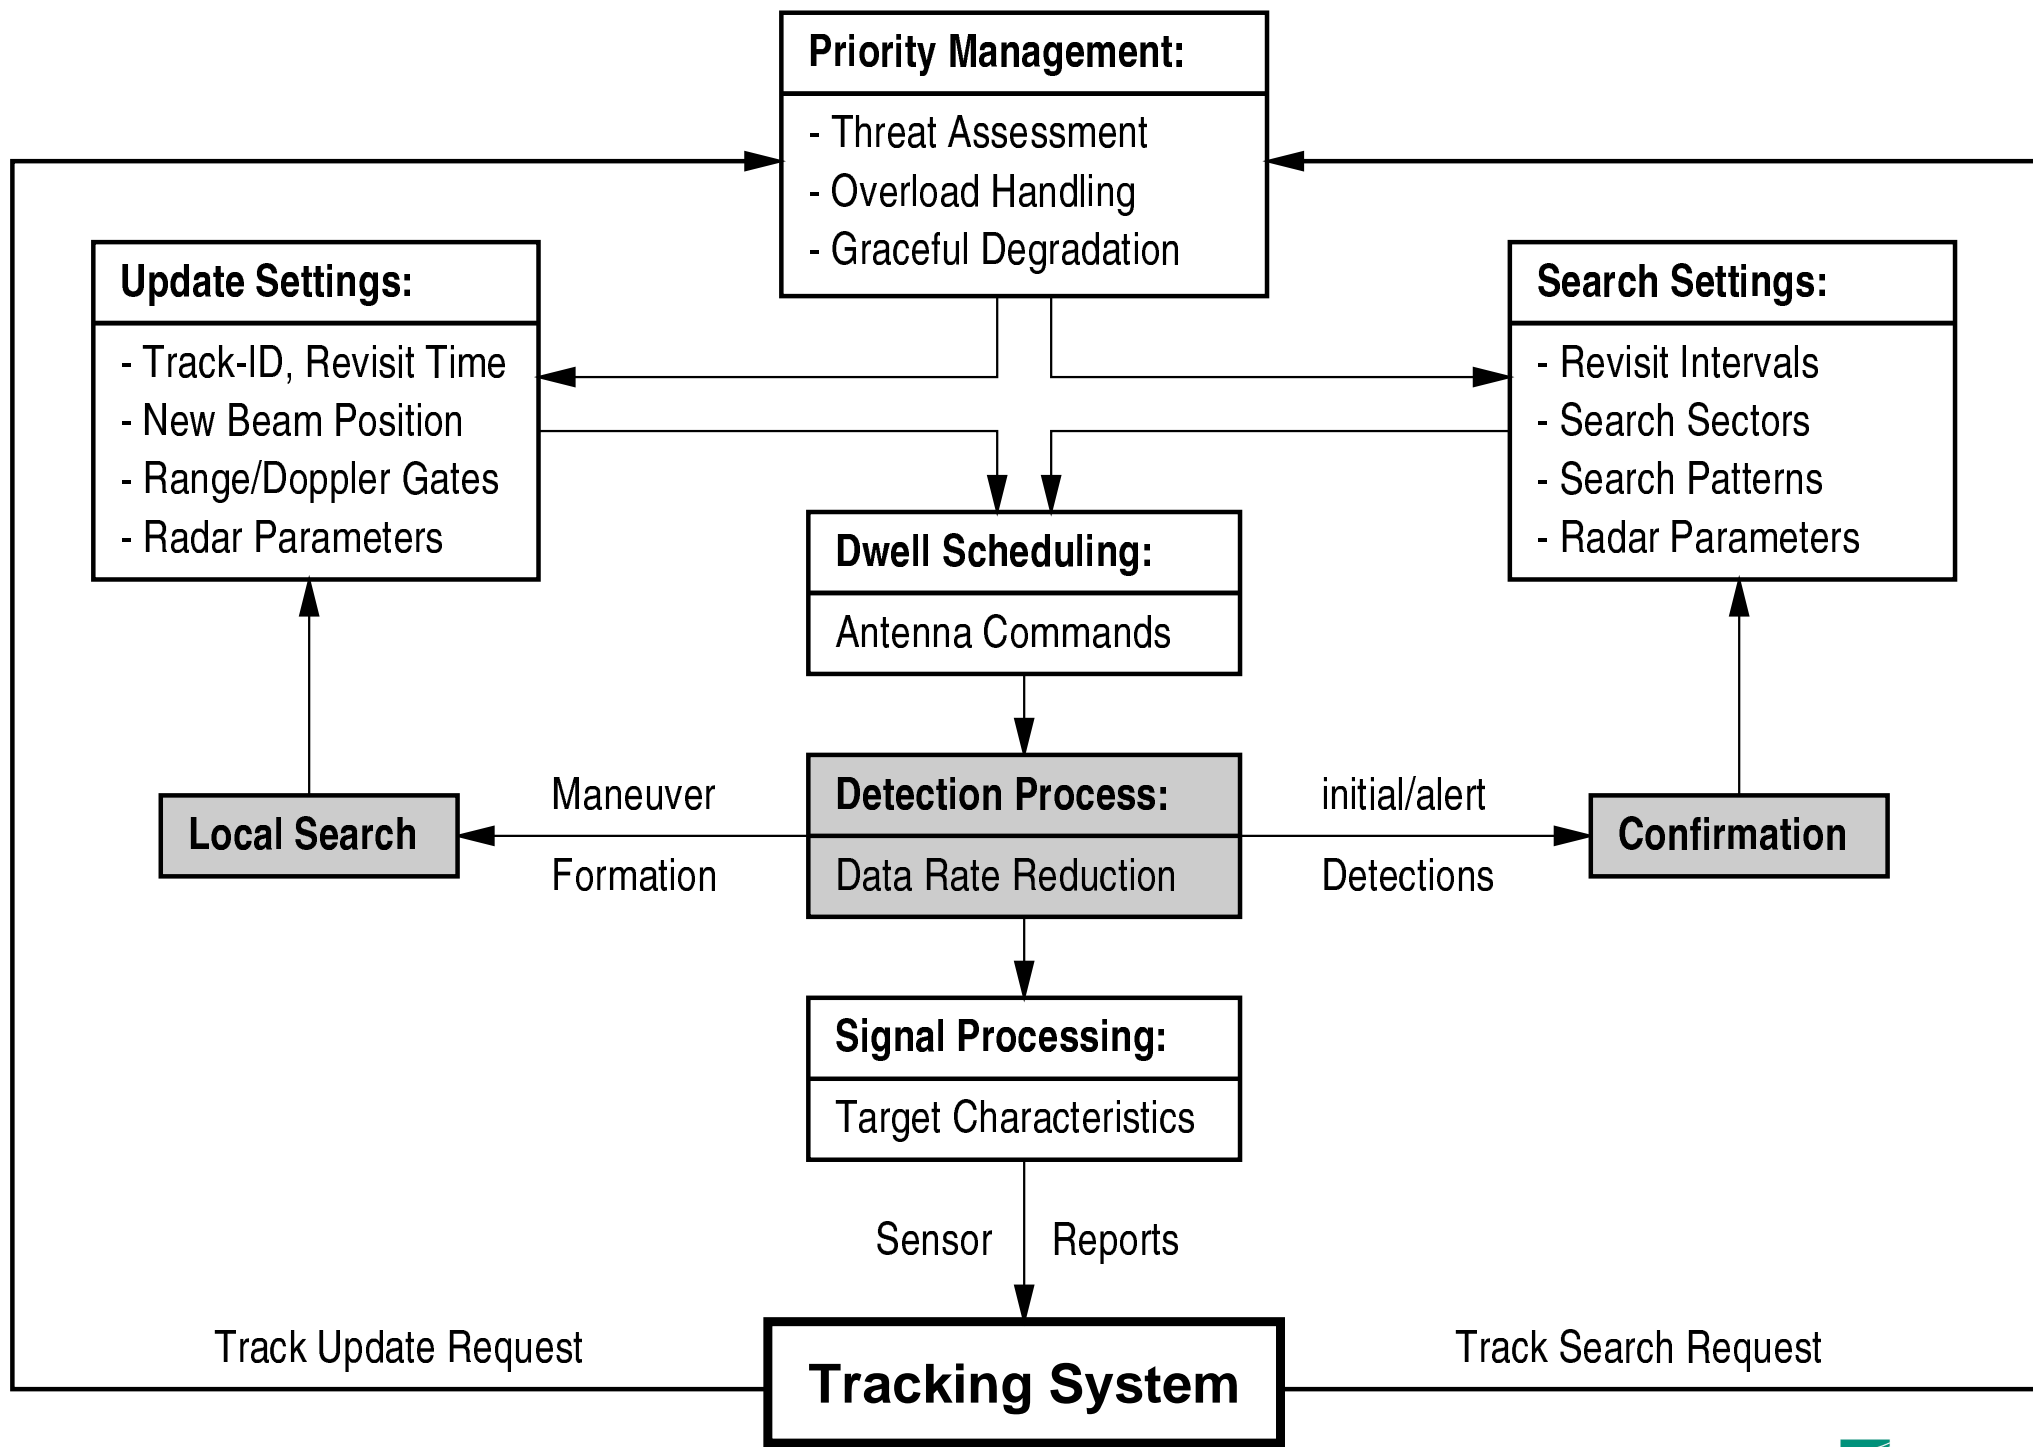 Priority Management:
- Threat Assessment
- Overload Handling
- Graceful Degradation
Update Settings:
- Track-ID, Revisit Time
- New Beam Position
- Range/Doppler Gates
- Radar Parameters
Search Settings:
- Revisit Intervals
- Search Sectors
- Search Patterns
- Radar Parameters
Dwell Scheduling:
Antenna Commands
Local Search
Maneuver
Formation
Detection Process:
Data Rate Reduction
initial/alert
Detections
Confirmation
Signal Processing:
Target Characteristics
Sensor Reports
Track Update Request
Tracking System
Track Search Request